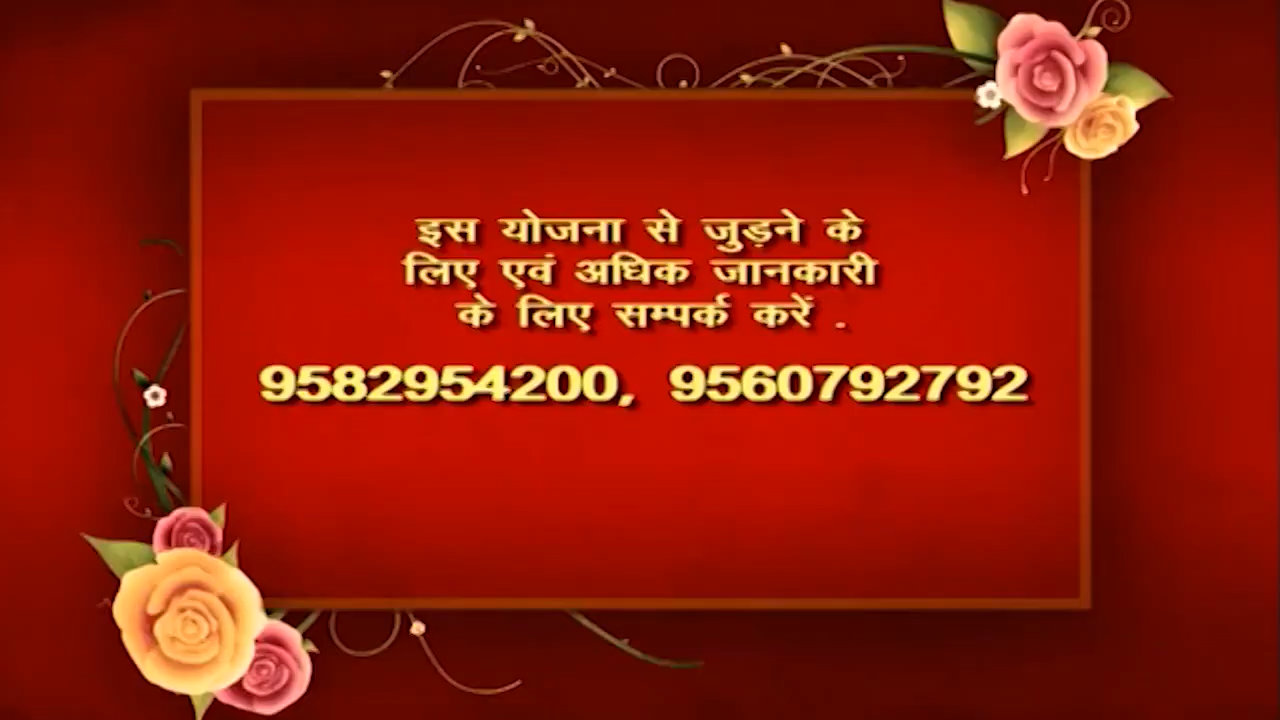 इस योजना से जुड़ने के
लिए एवं अधिक जानकारी
के लिए सम्पर्क करें .
9582954200, 9560792792